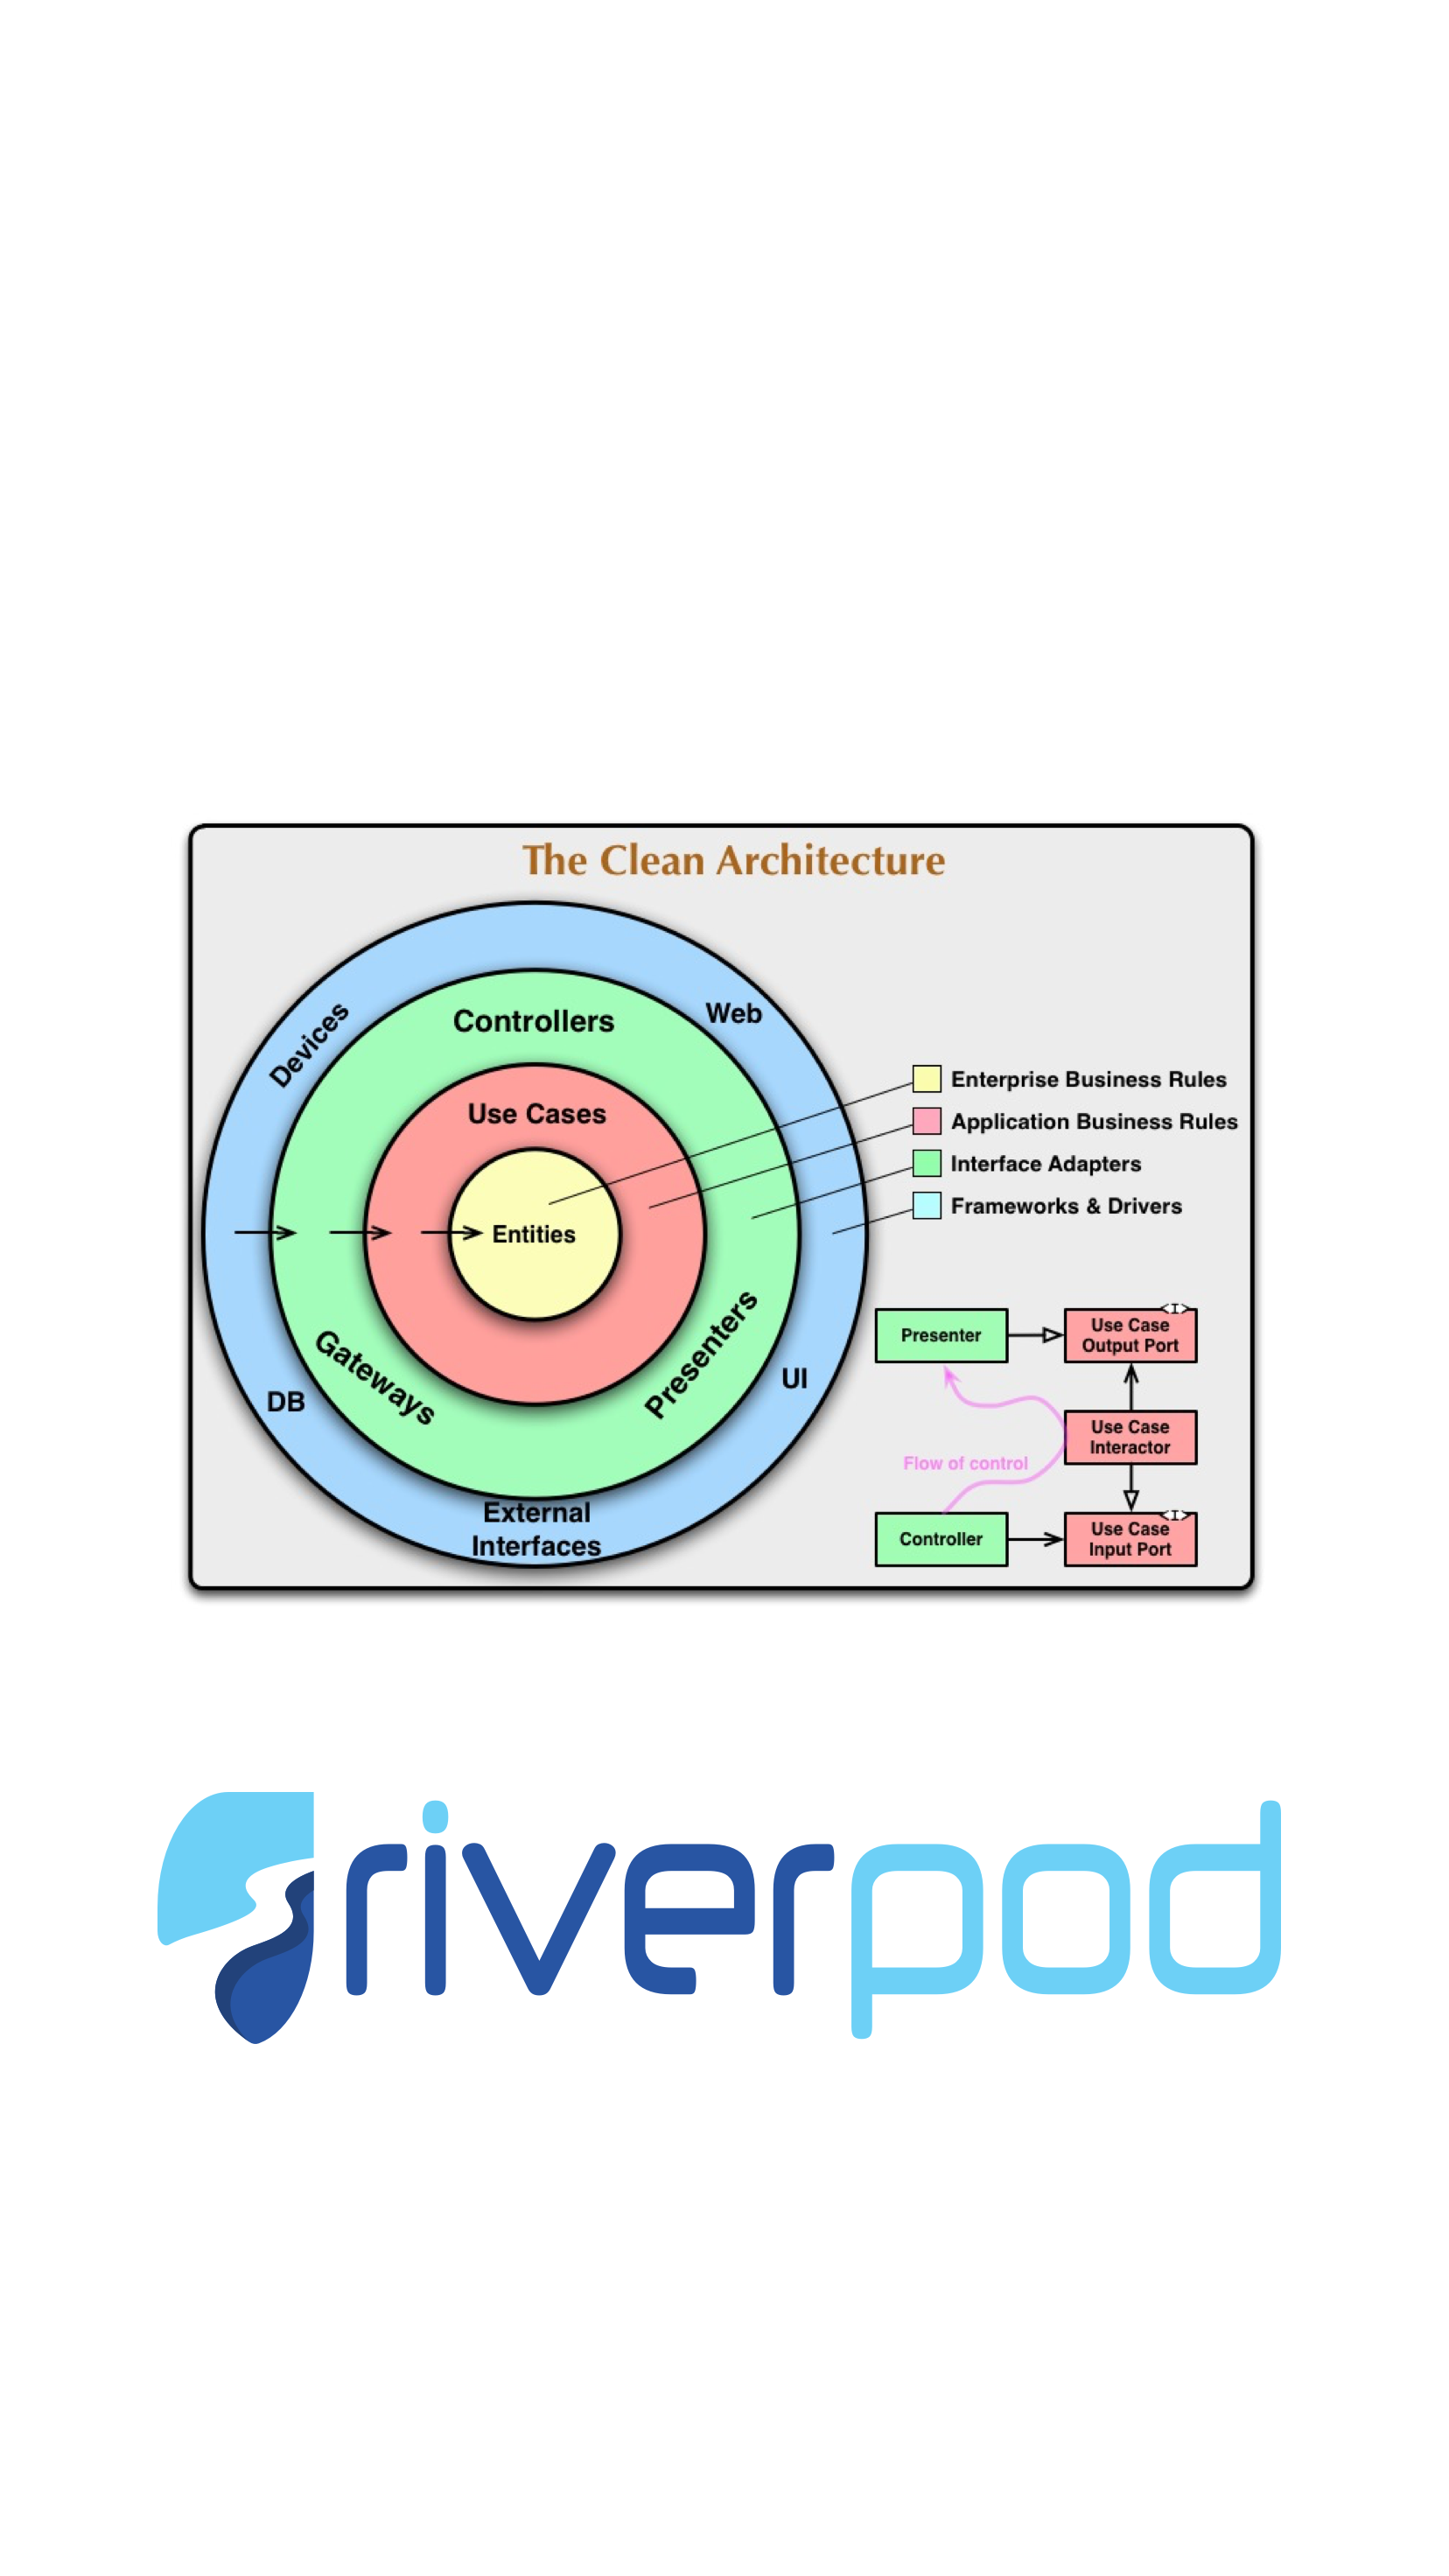 The Clean Architecture
Devices
Controllers
Web
Use Cases
Entities
Gateways
Presenters
DB
UI
External
Interfaces
Enterprise Business Rules
Application Business Rules
Interface Adapters
Frameworks & Drivers
Presenter
<I>
Use Case
Output Port
Flow of control
Use Case
Interactor
Controller
<I>
Use Case
Input Port
riverpod